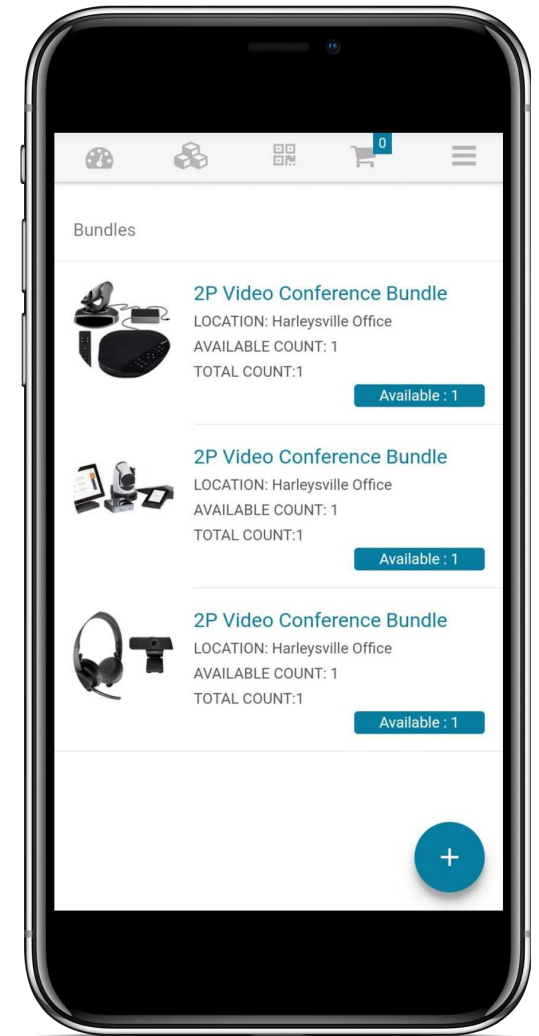 0
Bundles
2P Video Conference Bundle
LOCATION: Harleysville Office
AVAILABLE COUNT: 1
TOTAL COUNT:1
Available : 1
2P Video Conference Bundle
LOCATION: Harleysville Office
AVAILABLE COUNT: 1
TOTAL COUNT:1
Available : 1
2P Video Conference Bundle
LOCATION: Harleysville Office
AVAILABLE COUNT: 1
TOTAL COUNT:1
Available : 1
+